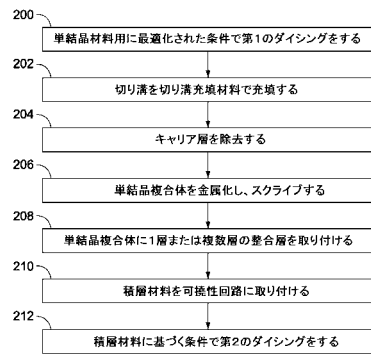 200
単結晶材料用に最適化された条件で第1のダイシングをする
202
切り溝を切り溝充填材料で充填する
204
キャリア層を除去する
206
単結晶複合体を金属化し、スクライブする
208
単結晶複合体に1層または複数層の整合層を取り付ける
210
積層材料を可撓性回路に取り付ける
212
積層材料に基づく条件で第2のダイシングをする